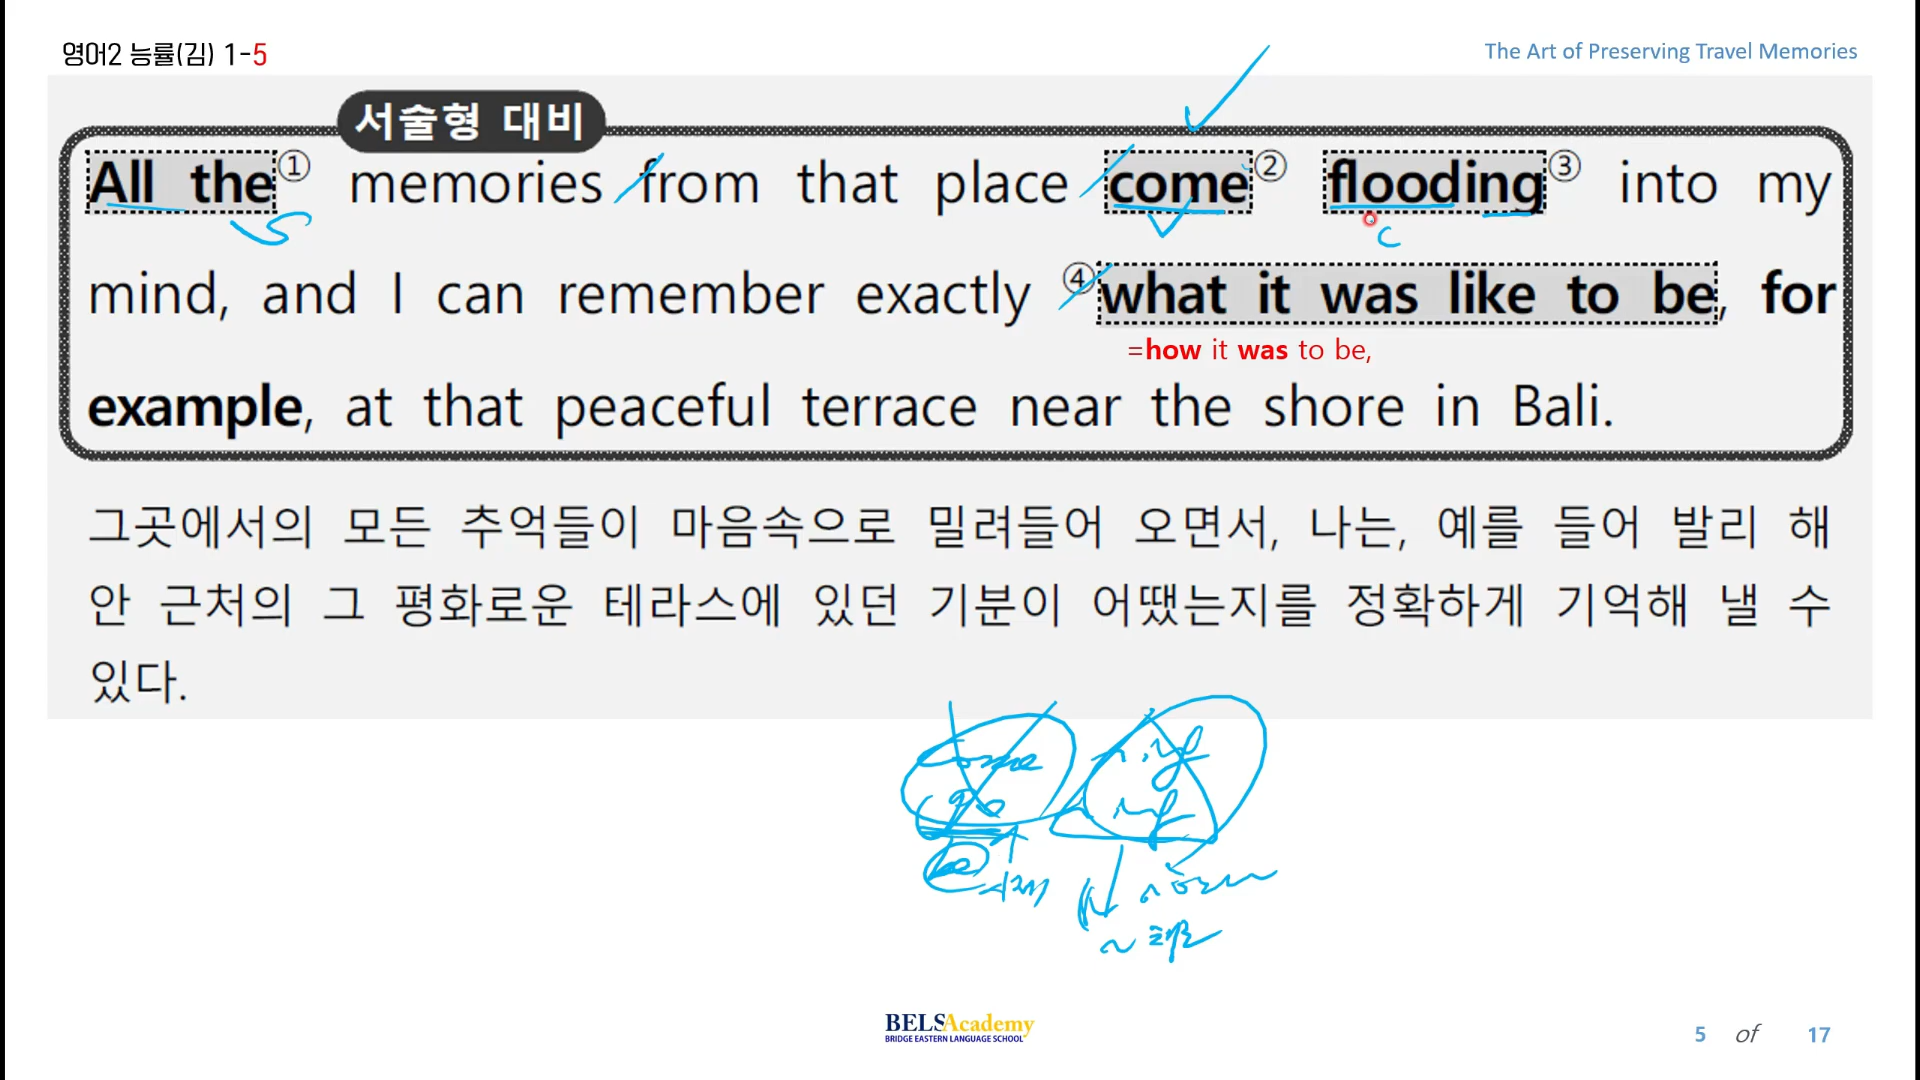 영어2 능률(김) 1-5
The Art of Preserving Travel Memories
서술형 대비
All the① memories from that place come② flooding③ into my
mind, and I can remember exactly ④what it was like to be, for
=how it was to be,
example, at that peaceful terrace near the shore in Bali.
그곳에서의 모든 추억들이 마음속으로 밀려들어 오면서, 나는, 예를 들어 발리 해
안 근처의 그 평화로운 테라스에 있던 기분이 어땠는지를 정확하게 기억해 낼 수
있다.
S
V
C
come
go
be
BELSAcademy
BRIDGE EASTERN LANGUAGE SCHOOL
5 of 17